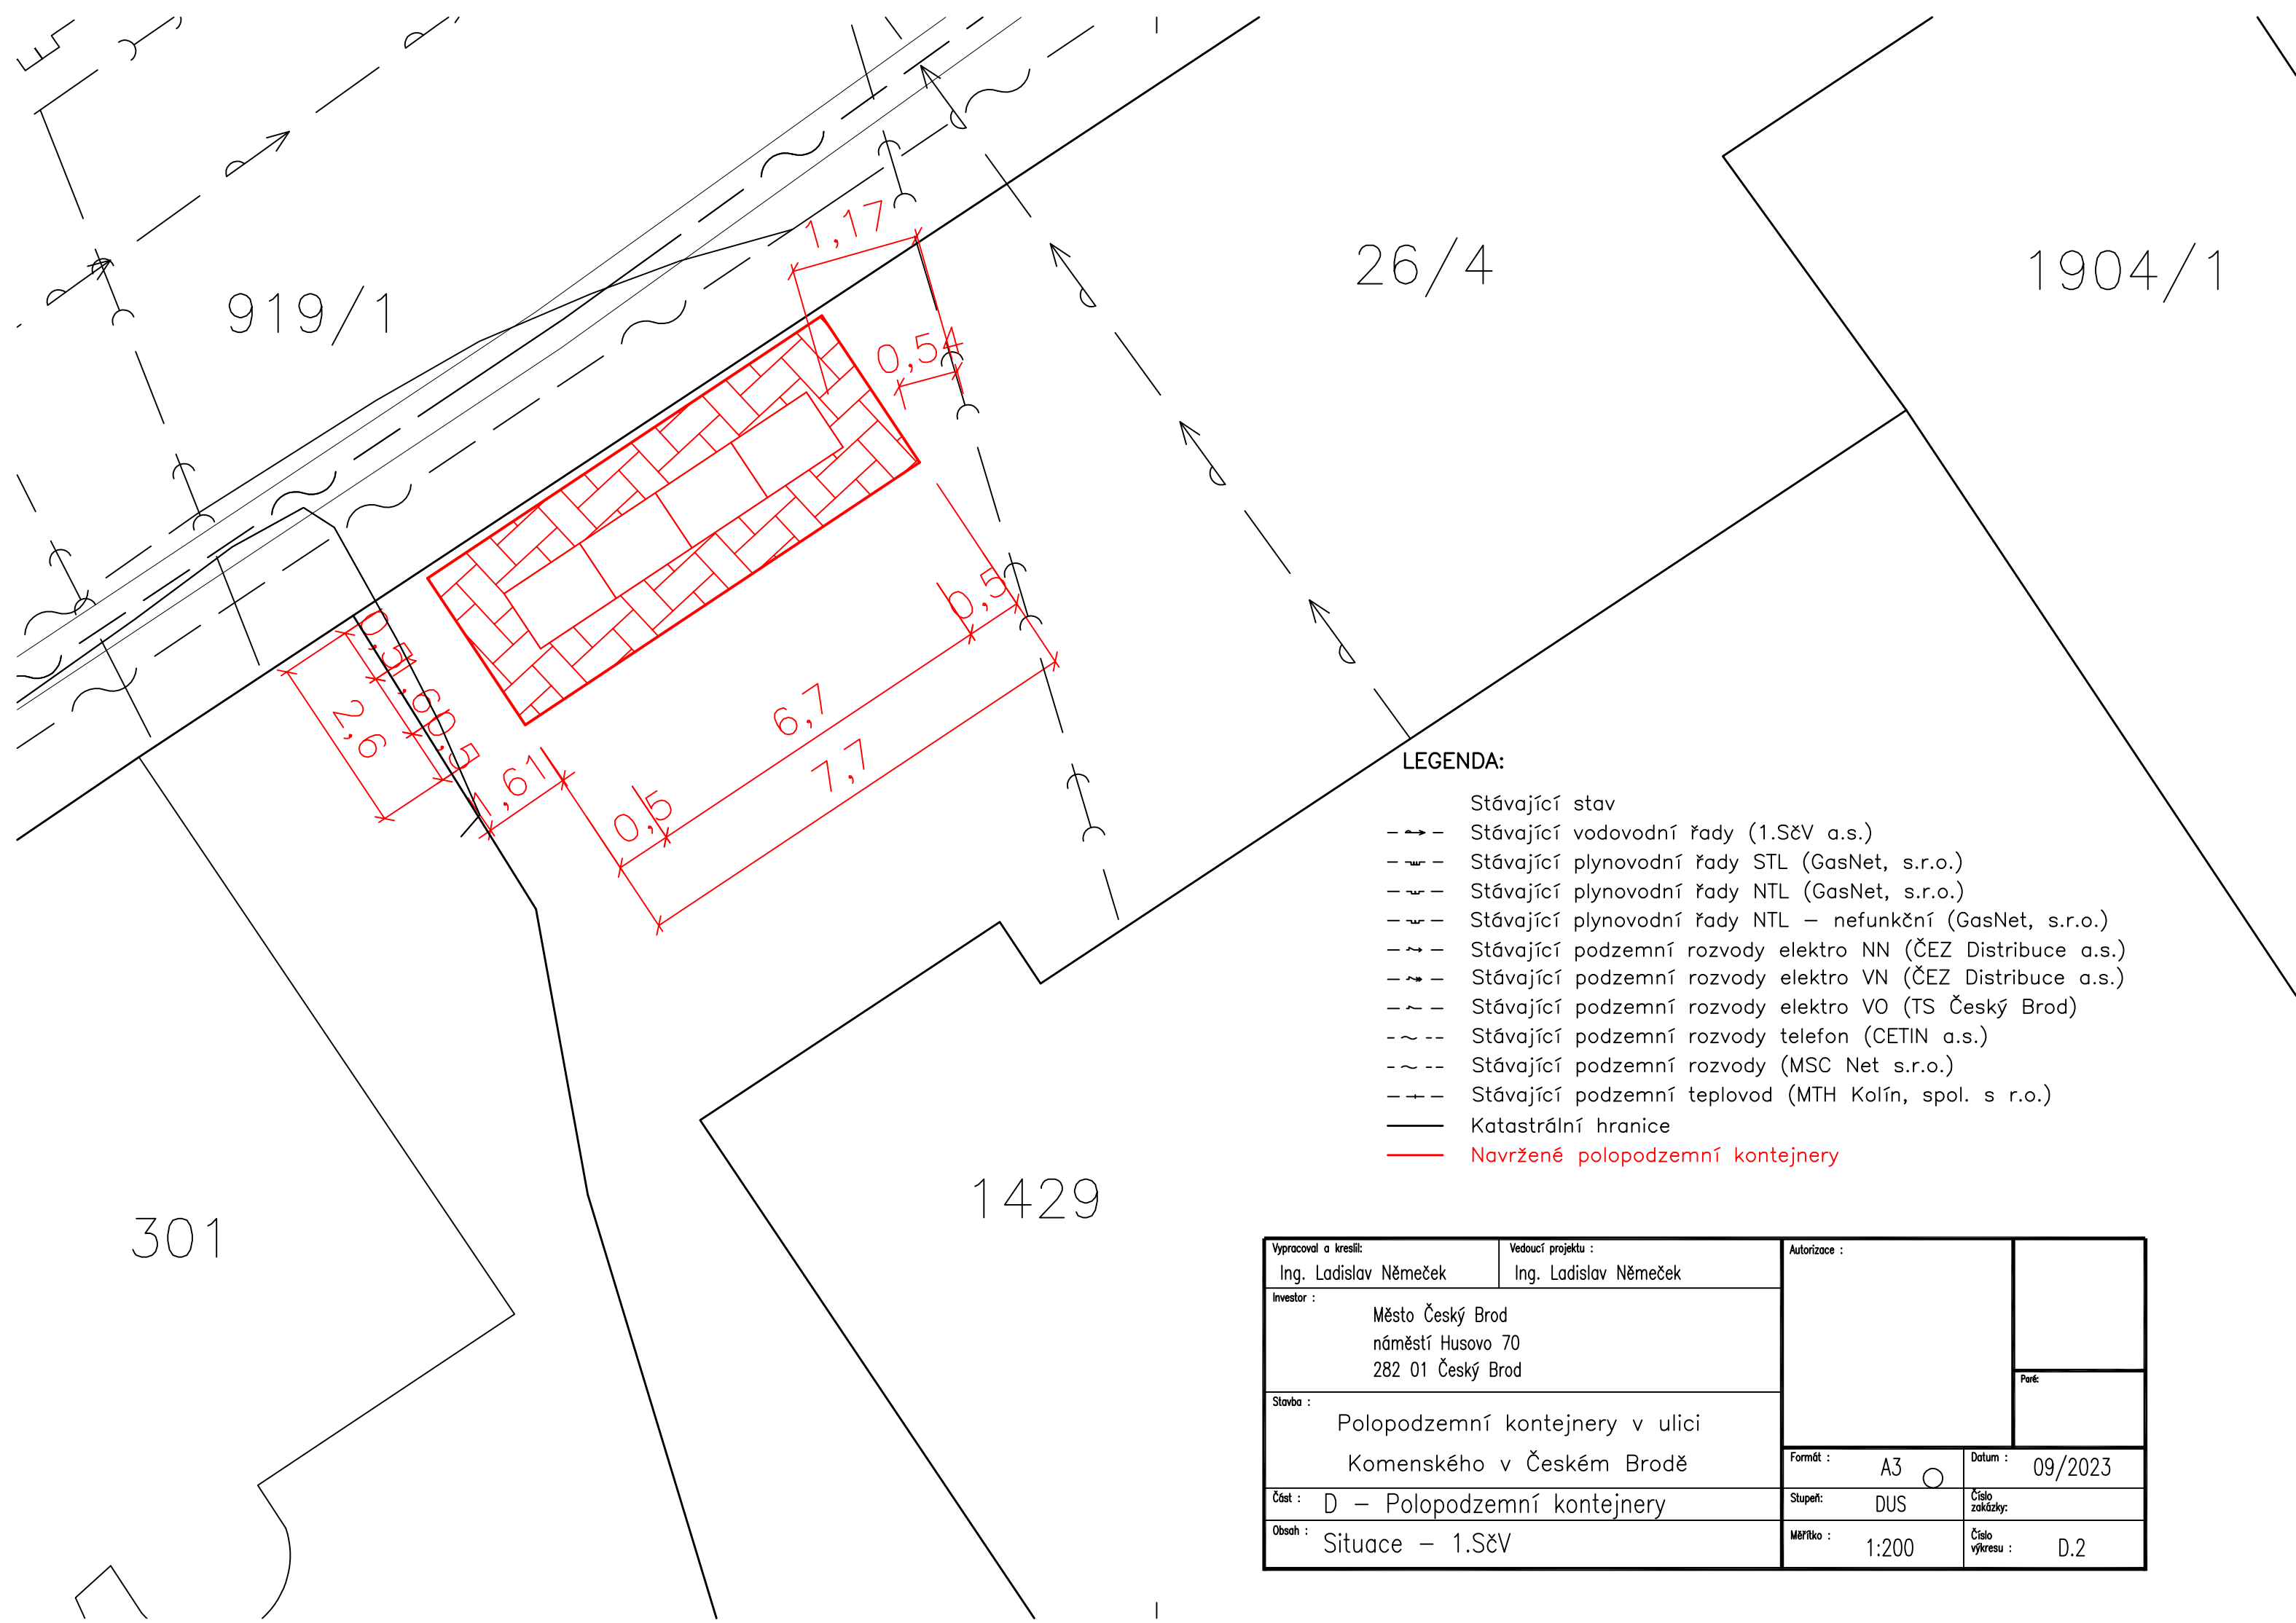 1,17
26/4
1904/1
919/1
0,54
0,5
0,5
1,6
0,5
2,6
6,7
7,7
1,61
0,5
LEGENDA:
Stávající stav
Stávající vodovodní řady (1.SčV a.s.)
Stávající plynovodní řady STL (GasNet, s.r.o.)
Stávající plynovodní řady NTL (GasNet, s.r.o.)
Stávající plynovodní řady NTL – nefunkční (GasNet, s.r.o.)
Stávající podzemní rozvody elektro NN (ČEZ Distribuce a.s.)
Stávající podzemní rozvody elektro VN (ČEZ Distribuce a.s.)
Stávající podzemní rozvody elektro VO (TS Český Brod)
Stávající podzemní rozvody telefon (CETIN a.s.)
Stávající podzemní rozvody (MSC Net s.r.o.)
Stávající podzemní teplovod (MTH Kolín, spol. s r.o.)
Katastrální hranice
Navržené polopodzemní kontejnery
301
1429
Vypracoval a kreslil:
Ing. Ladislav Němeček
Vedoucí projektu :
Ing. Ladislav Němeček
Autorizace :
Investor :
Město Český Brod
náměstí Husovo 70
282 01 Český Brod
Paré:
Stavba :
Polopodzemní kontejnery v ulici
Komenského v Českém Brodě
Formát :
A3
Datum :
09/2023
Část :
D – Polopodzemní kontejnery
Stupeň:
DUS
Číslo
zakázky:
Obsah :
Situace – 1.SčV
Měřítko :
1:200
Číslo
výkresu :
D.2